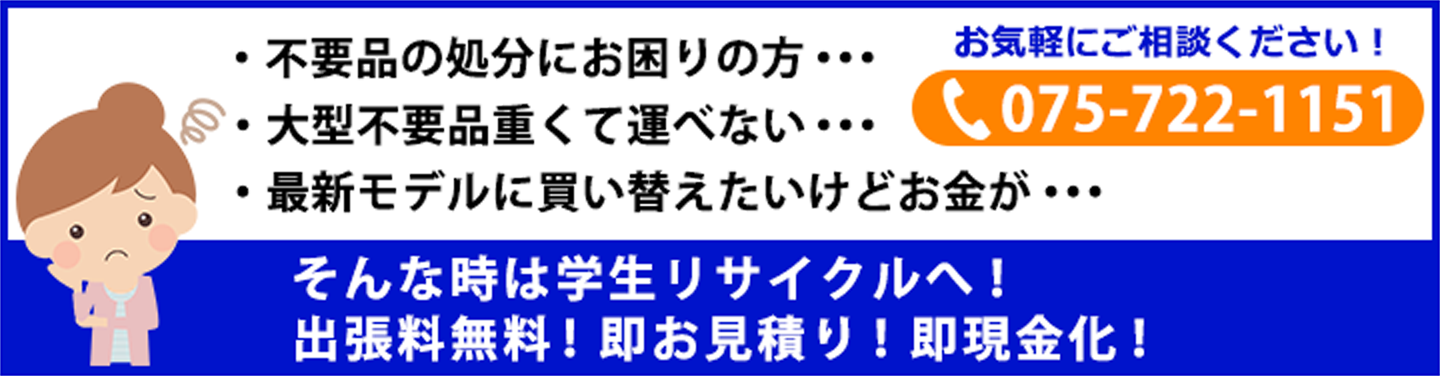 ・不要品の処分にお困りの方・・・
・大型不要品重くて運べない・・・
・最新モデルに買い替えたいけどお金が・・・
お気軽にご相談ください！
075-722-1151
そんな時は学生リサイクルへ！
出張料無料！即お見積り！即現金化！